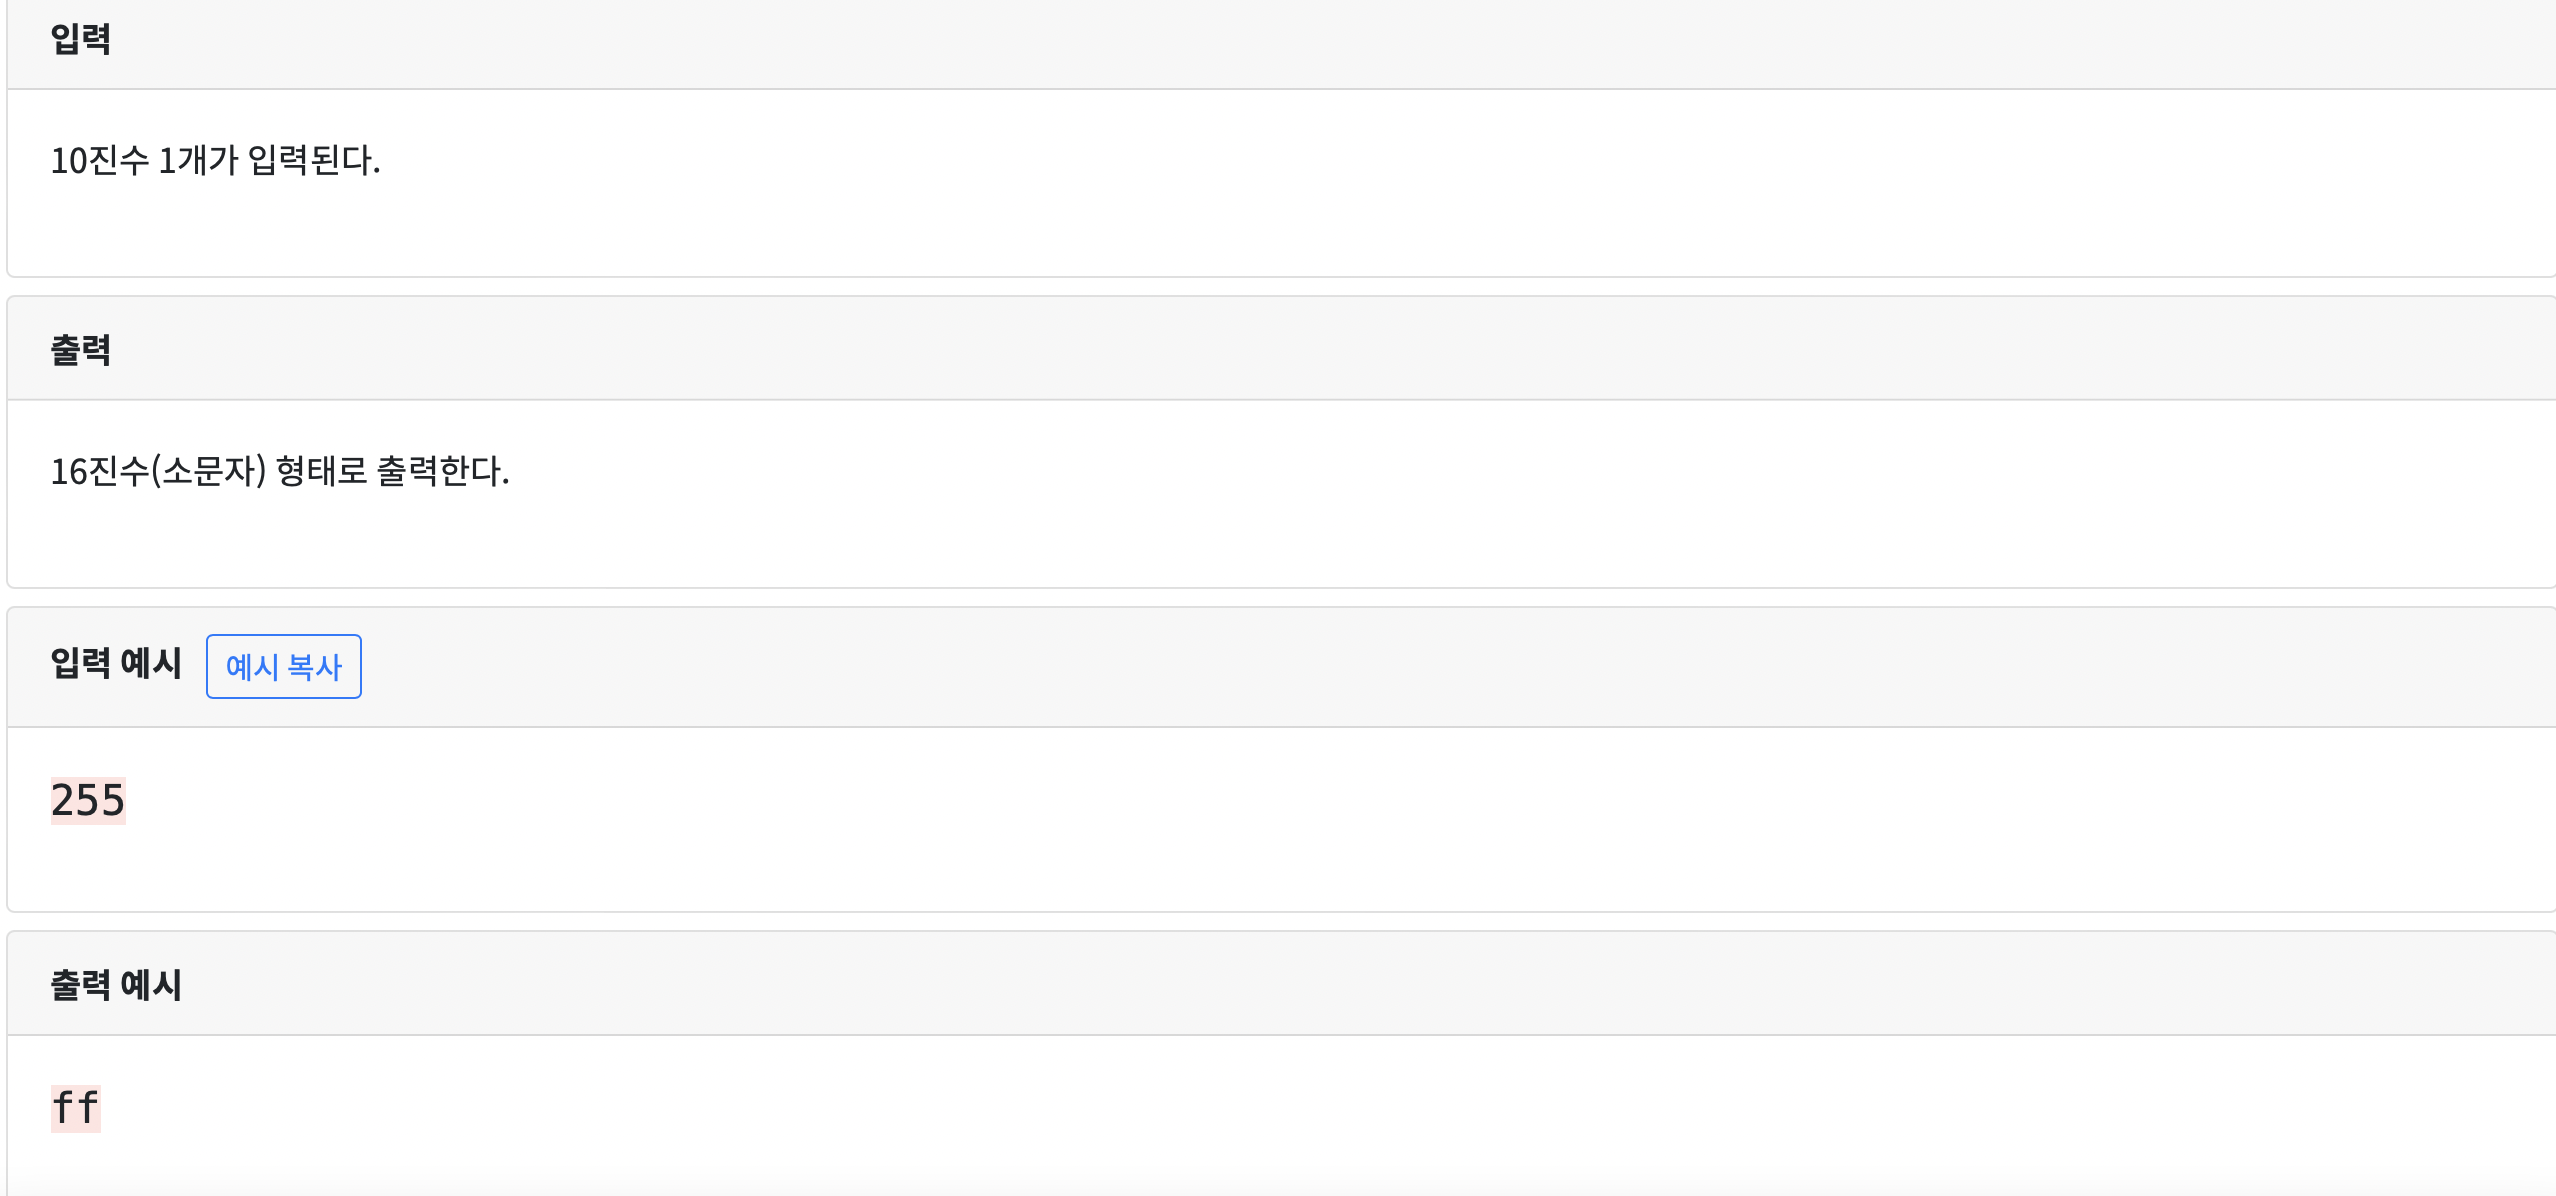 입력
10진수 1개가 입력된다.
출력
16진수(소문자) 형태로 출력한다.
입력 예시 예시 복사
255
출력 예시
ff